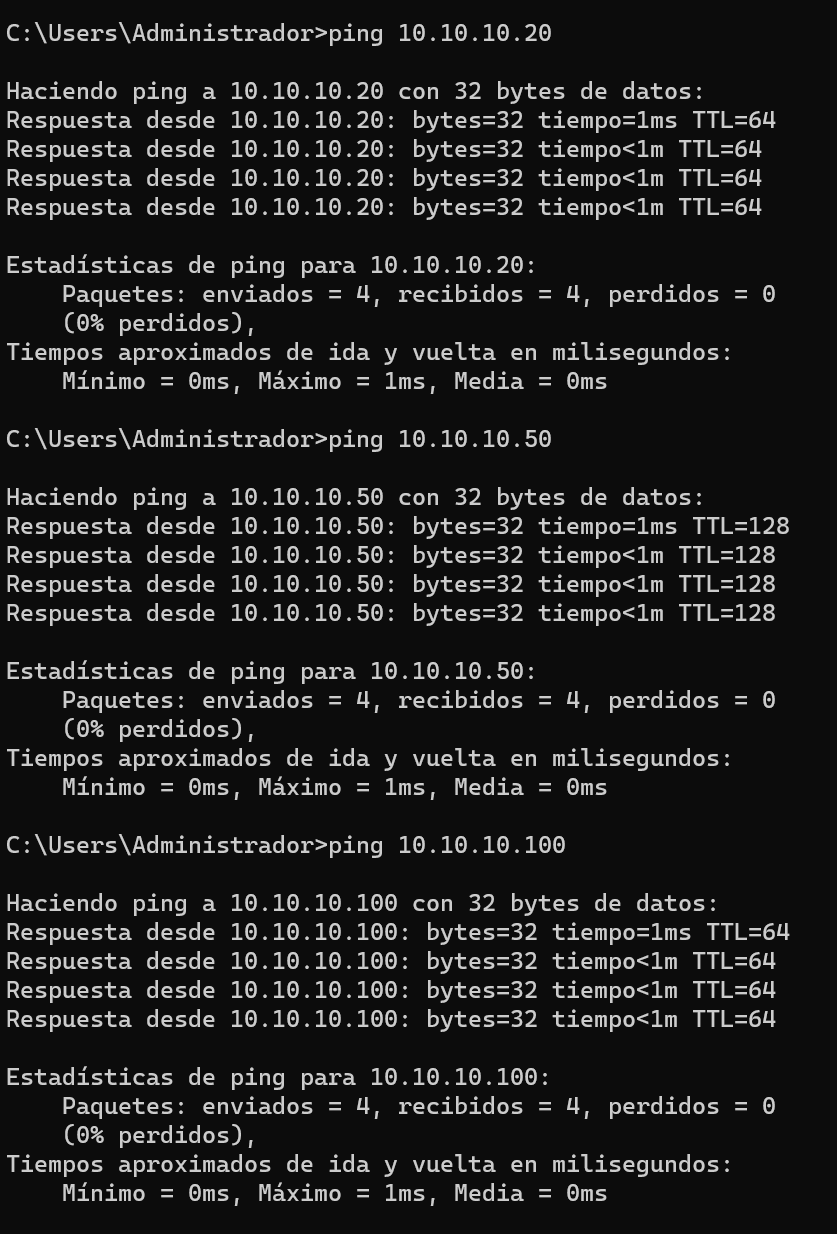 C:\Users\Administrador>ping 10.10.10.20
Haciendo ping a 10.10.10.20 con 32 bytes de datos:
Respuesta desde 10.10.10.20: bytes=32 tiempo=1ms TTL=64
Respuesta desde 10.10.10.20: bytes=32 tiempo<1m TTL=64
Respuesta desde 10.10.10.20: bytes=32 tiempo<1m TTL=64
Respuesta desde 10.10.10.20: bytes=32 tiempo<1m TTL=64
Estadísticas de ping para 10.10.10.20:
    Paquetes: enviados = 4, recibidos = 4, perdidos = 0
    (0% perdidos),
Tiempos aproximados de ida y vuelta en milisegundos:
    Mínimo = 0ms, Máximo = 1ms, Media = 0ms
C:\Users\Administrador>ping 10.10.10.50
Haciendo ping a 10.10.10.50 con 32 bytes de datos:
Respuesta desde 10.10.10.50: bytes=32 tiempo=1ms TTL=128
Respuesta desde 10.10.10.50: bytes=32 tiempo<1m TTL=128
Respuesta desde 10.10.10.50: bytes=32 tiempo<1m TTL=128
Respuesta desde 10.10.10.50: bytes=32 tiempo<1m TTL=128
Estadísticas de ping para 10.10.10.50:
    Paquetes: enviados = 4, recibidos = 4, perdidos = 0
    (0% perdidos),
Tiempos aproximados de ida y vuelta en milisegundos:
    Mínimo = 0ms, Máximo = 1ms, Media = 0ms
C:\Users\Administrador>ping 10.10.10.100
Haciendo ping a 10.10.10.100 con 32 bytes de datos:
Respuesta desde 10.10.10.100: bytes=32 tiempo=1ms TTL=64
Respuesta desde 10.10.10.100: bytes=32 tiempo<1m TTL=64
Respuesta desde 10.10.10.100: bytes=32 tiempo<1m TTL=64
Respuesta desde 10.10.10.100: bytes=32 tiempo<1m TTL=64
Estadísticas de ping para 10.10.10.100:
    Paquetes: enviados = 4, recibidos = 4, perdidos = 0
    (0% perdidos),
Tiempos aproximados de ida y vuelta en milisegundos:
    Mínimo = 0ms, Máximo = 1ms, Media = 0ms